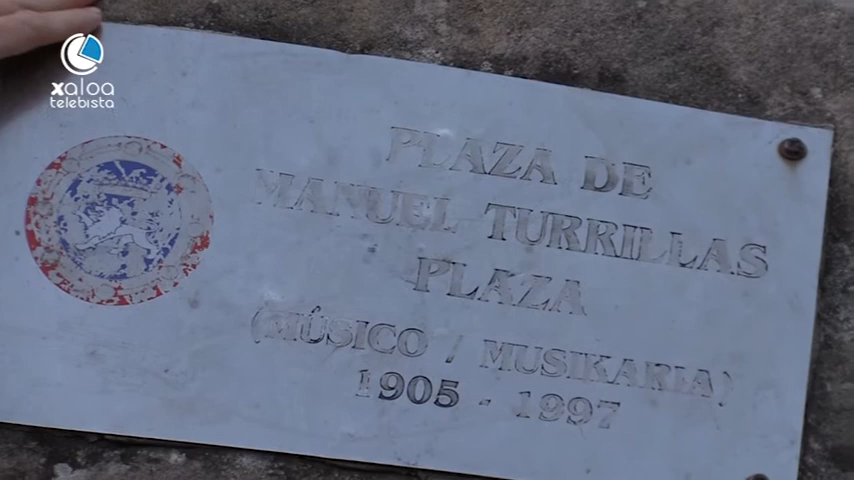 xaloa
telebista
PLAZA DE
MANUEL TURRILLAS
PLAZA
(MÚSICO / MUSIKARIA)
1905 - 1997